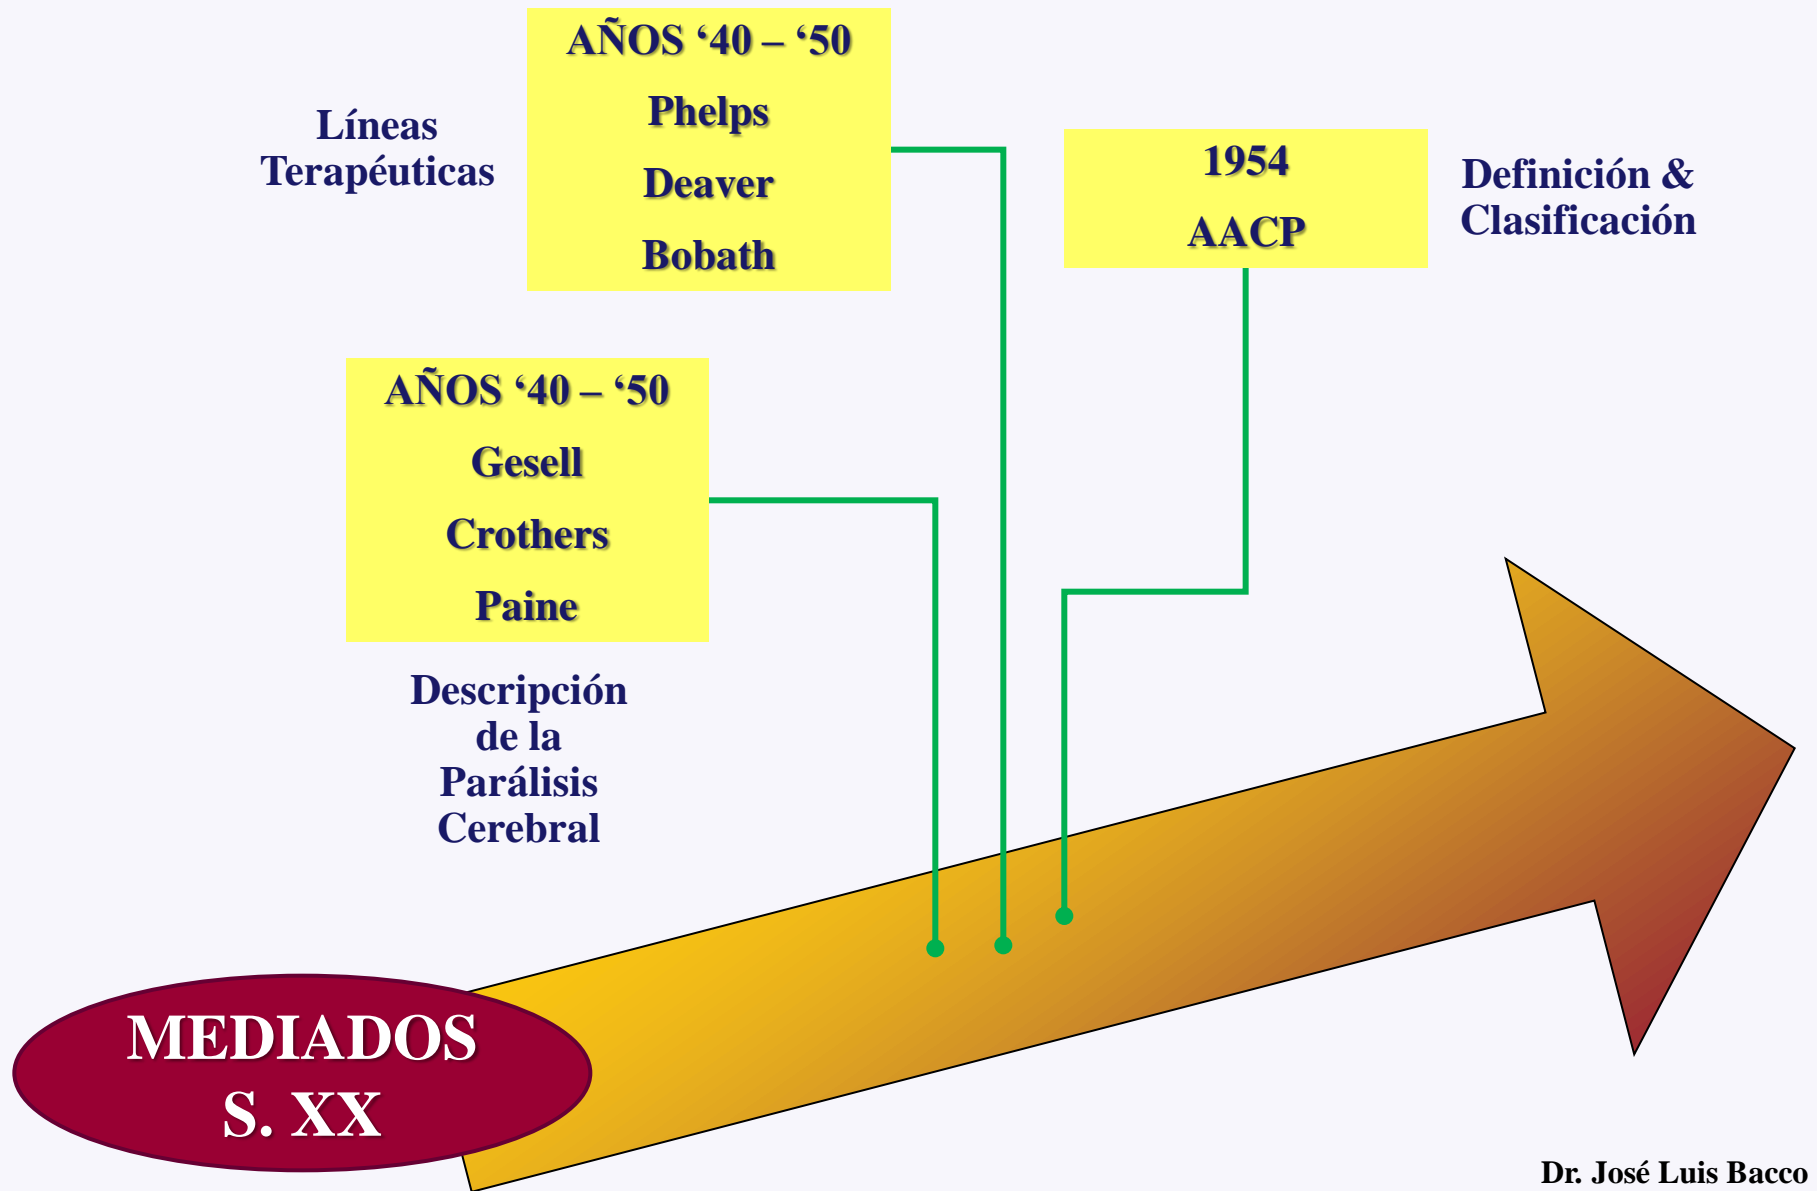 AÑOS ‘40 – ‘50
Phelps
Deaver
Bobath
Líneas
Terapéuticas
1954
AACP
Definición &
Clasificación
AÑOS ‘40 – ‘50
Gesell
Crothers
Paine
Descripción
de la
Parálisis
Cerebral
MEDIADOS
S. XX
Dr. José Luis Bacco